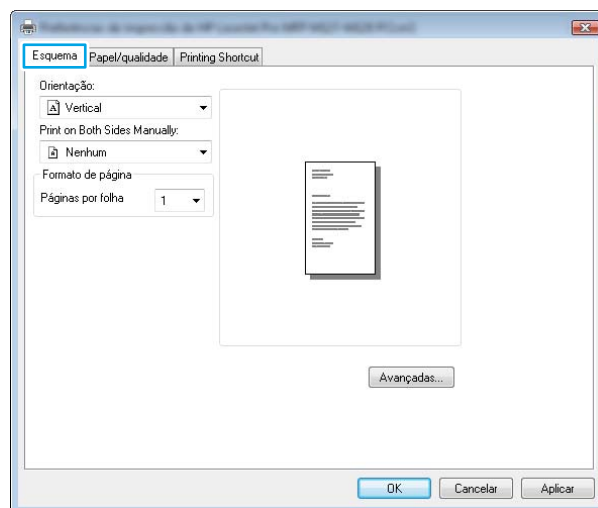 Esquema Papel/qualidade Printing Shortcut
Orientação:
Vertical
Print on Both Sides Manually:
Nenhum
Formato de página
Páginas por folha 1
Avançadas...
OK Cancelar Aplicar